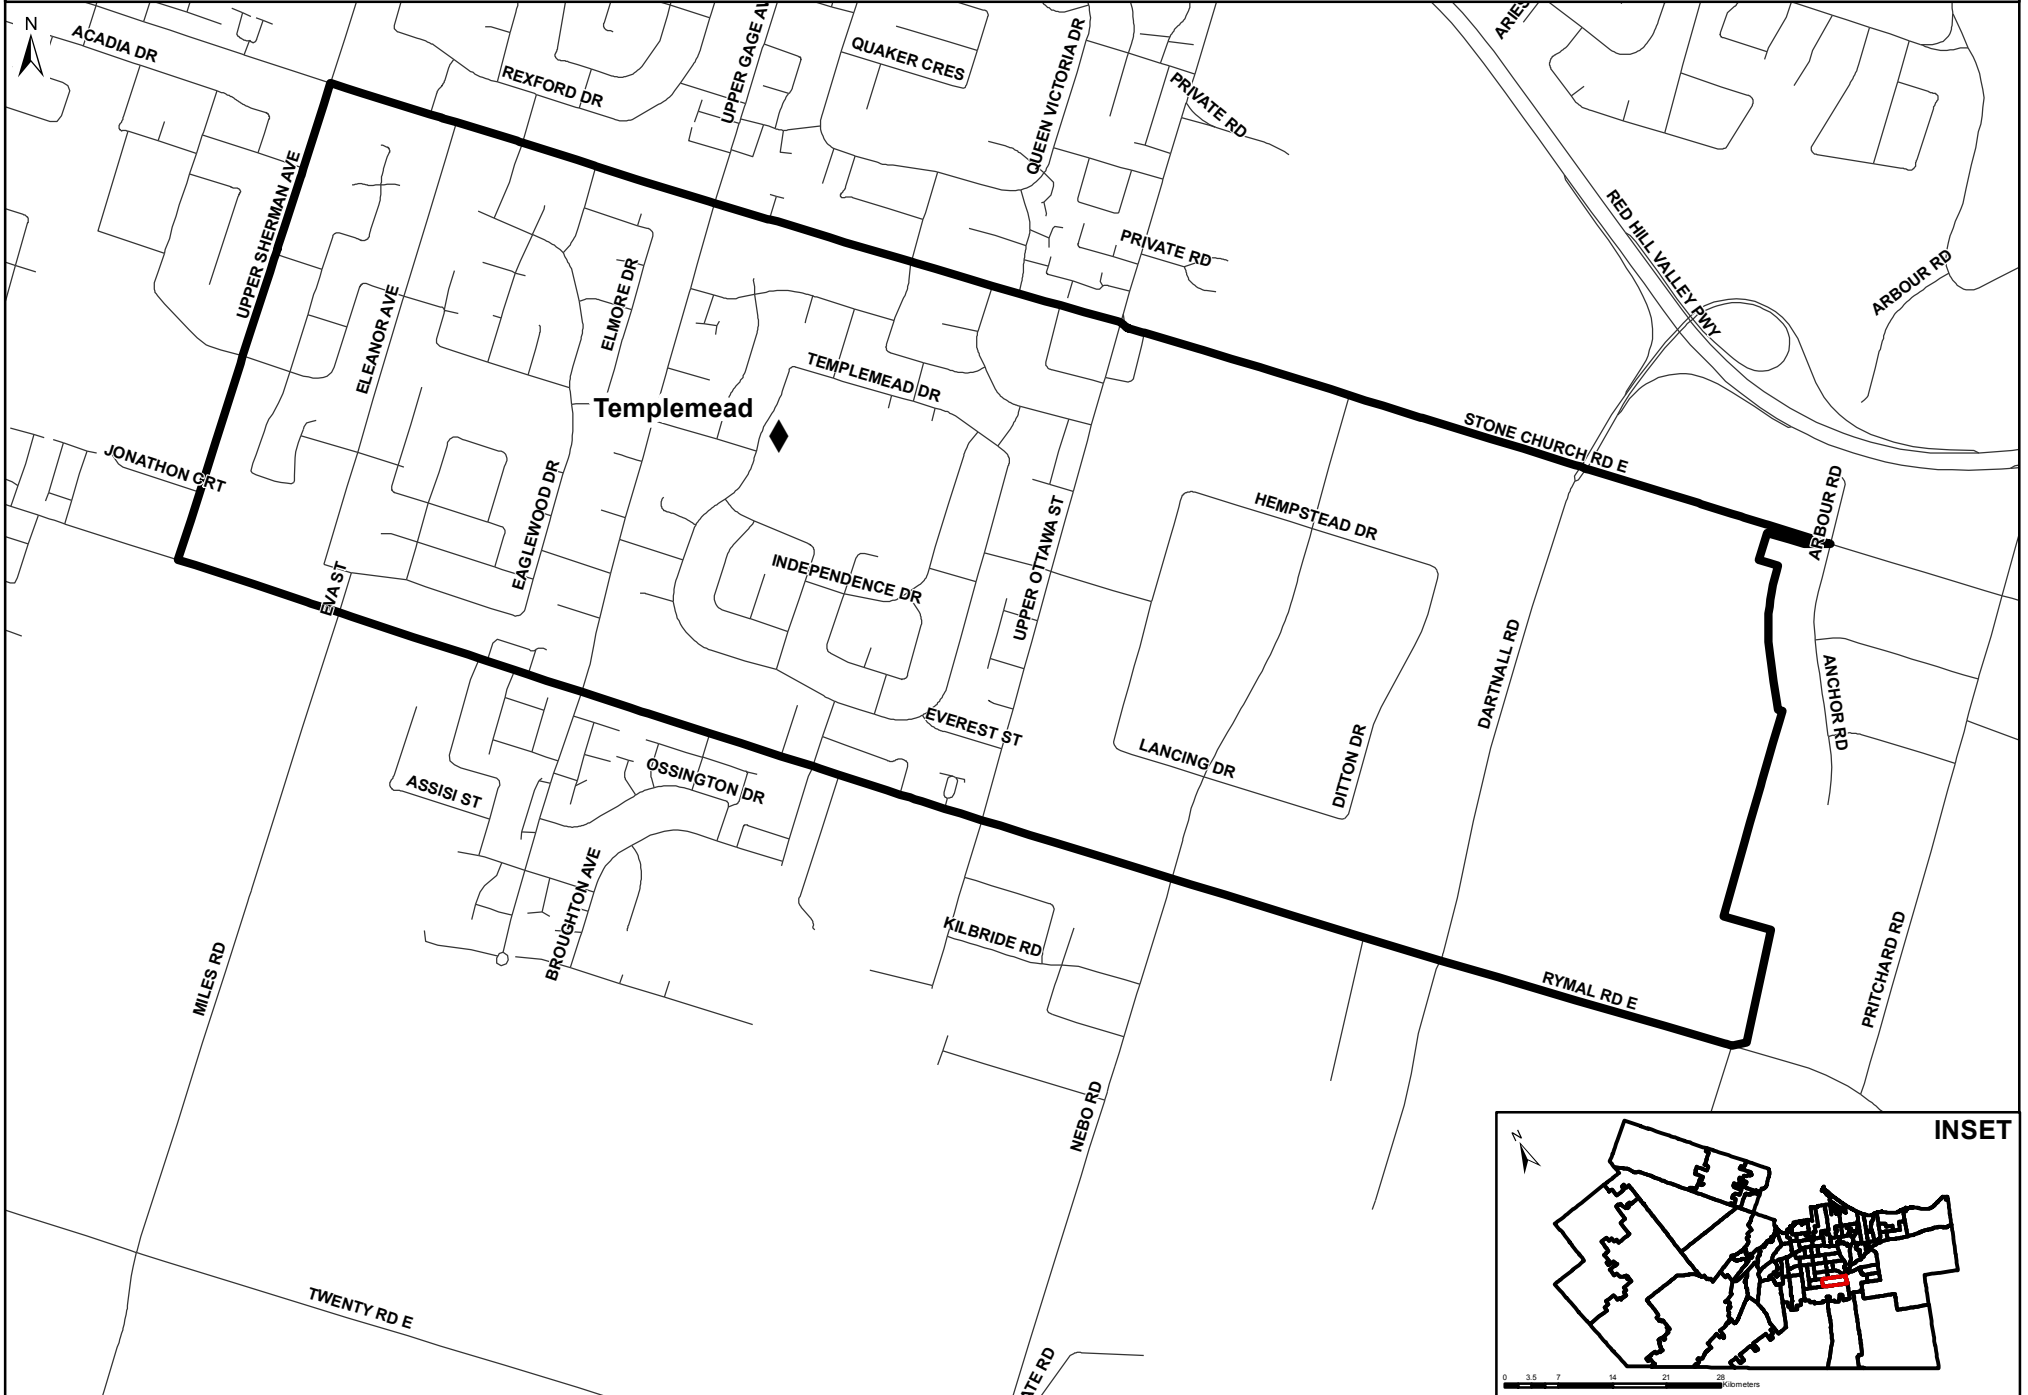 N
ACADIA DR
REXFORD DR
UPPER GAGE AV
QUAKER CRES
QUEEN VICTORIA DR
PRIVATE RD
ARIES
UPPER SHERMAN AVE
PRIVATE RD
RED HILL VALLEY PWY
ARBOUR RD
ELEANOR AVE
ELMORE DR
TEMPLEMEAD DR
Templemead
STONE CHURCH RD E
JONATHON CRT
EAGLEWOOD DR
HEMPSTEAD DR
ARBOUR RD
UPPER OTTAWA ST
INDEPENDENCE DR
EVA ST
DARTNALL RD
ANCHOR RD
EVEREST ST
LANCING DR
DITTON DR
OSSINGTON DR
ASSISI ST
BROUGHTON AVE
KILBRIDE RD
MILES RD
RYMAL RD E
PRITCHARD RD
NEBO RD
TWENTY RD E
ATE RD
INSET
N
0 3.5 7 14 21 28
Kilometers